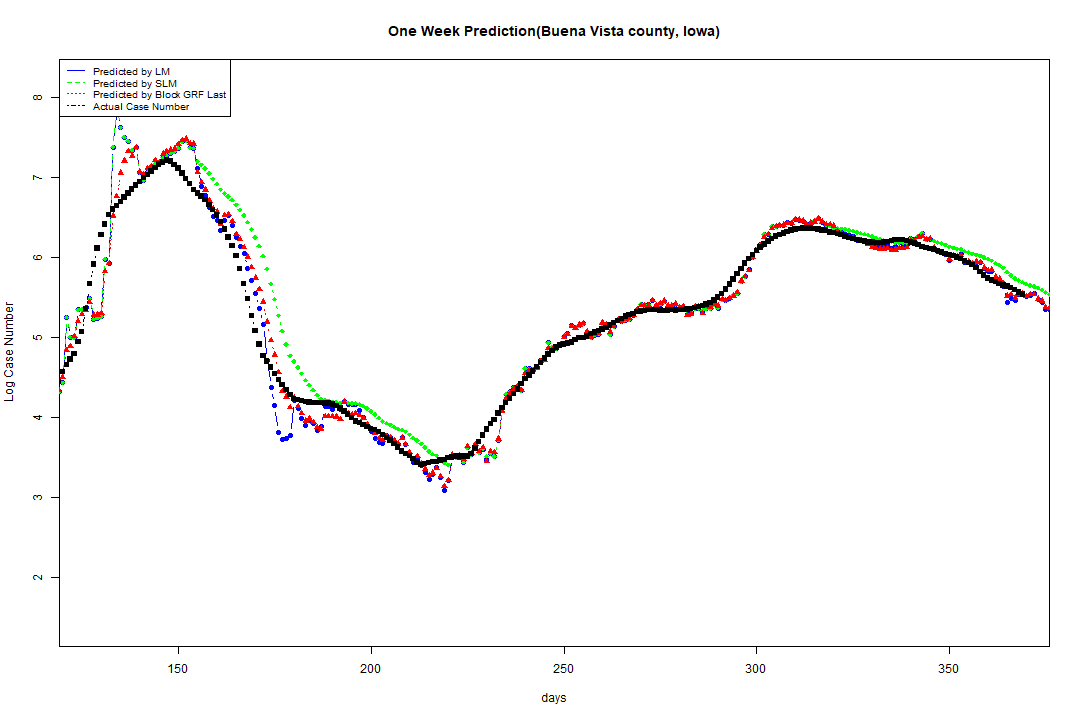 One Week Prediction(Buena Vista county, Iowa)
Predicted by LM
Predicted by SLM
Predicted by Block GRF Last
Actual Case Number
8
7
6
5
4
3
2
Log Case Number
150 200 250 300 350
days